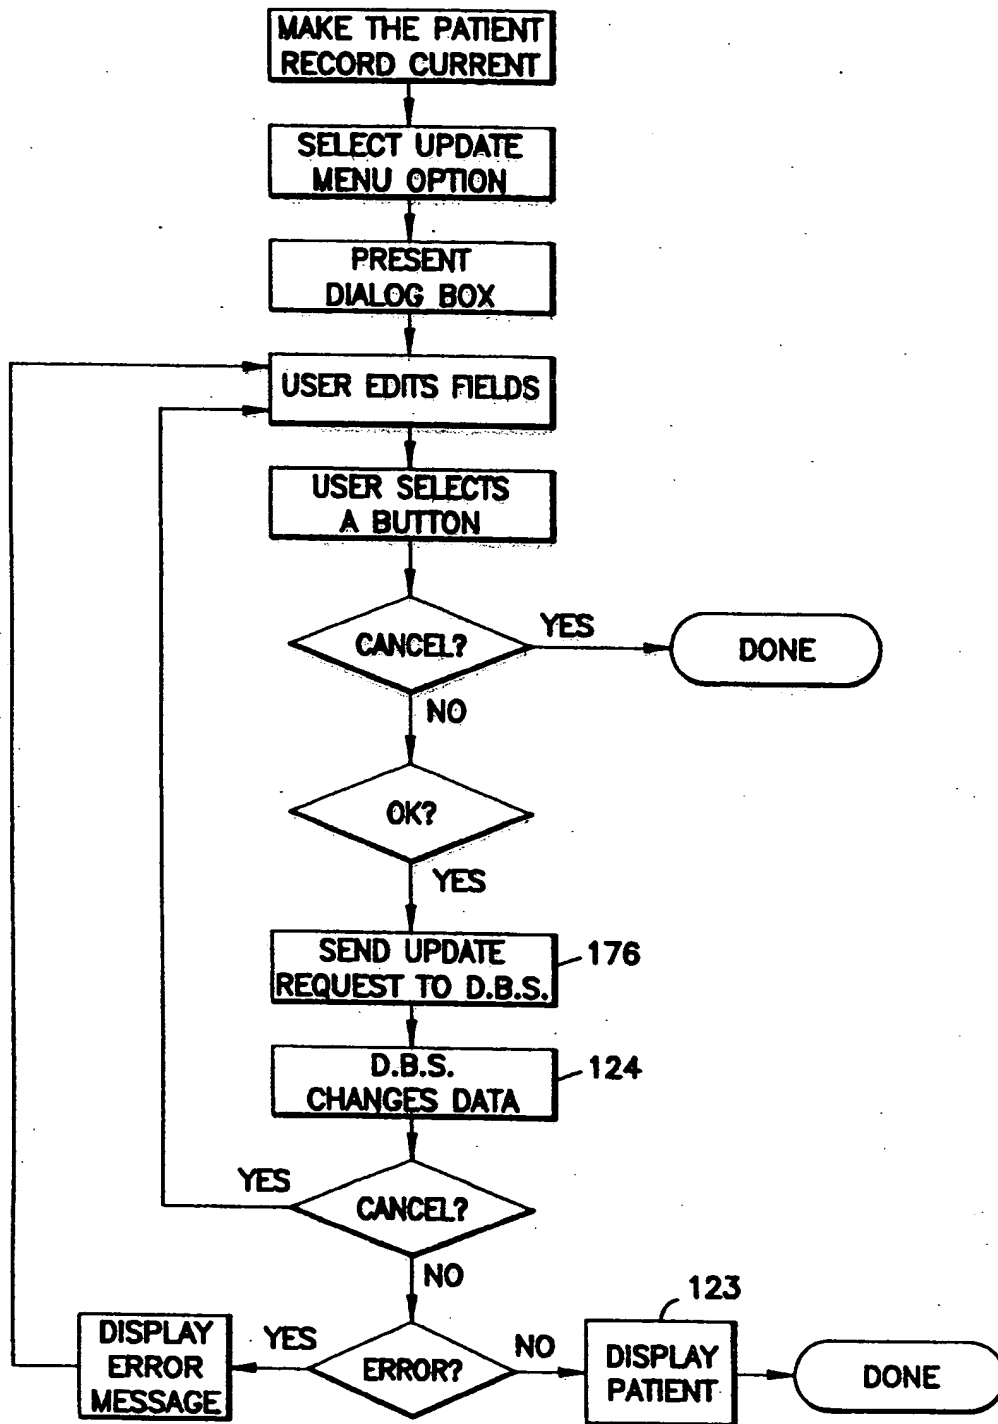 MAKE THE PATIENT
RECORD CURRENT
SELECT UPDATE
MENU OPTION
PRESENT
DIALOG BOX
USER EDITS FIELDS
USER SELECTS
A BUTTON
CANCEL?
YES
DONE
NO
OK?
YES
SEND UPDATE
REQUEST TO D.B.S.
176
D.B.S.
CHANGES DATA
124
YES
CANCEL?
NO
123
DISPLAY
ERROR
MESSAGE
YES
ERROR?
NO
DISPLAY
PATIENT
DONE